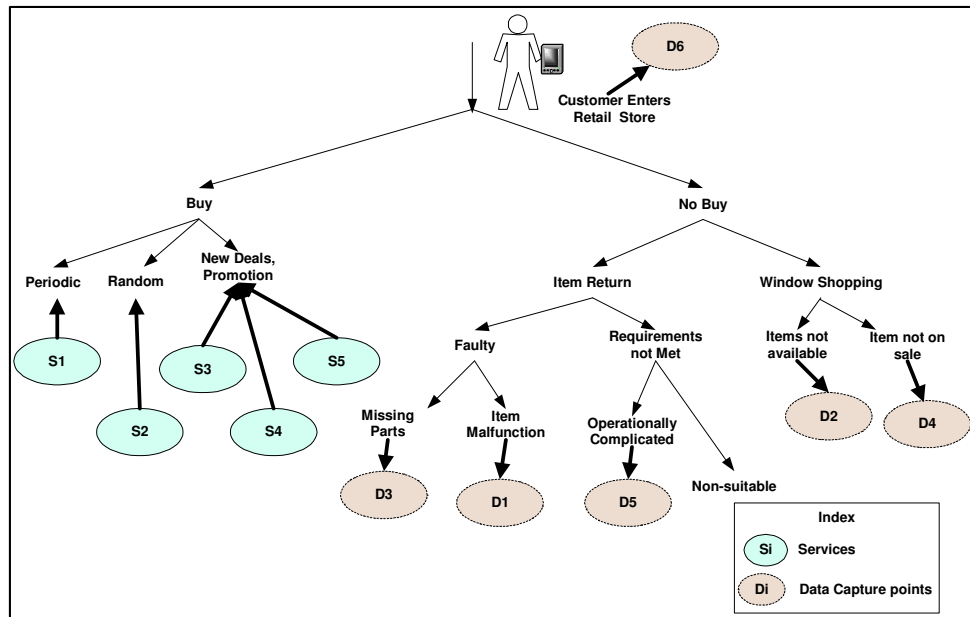 D6
Customer Enters
Retail Store
Buy
No Buy
Periodic
Random
New Deals,
Promotion
Item Return
Window Shopping
S1
S2
S3
S4
S5
Faulty
Requirements
not Met
Items not
available
Item not on
sale
Missing
Parts
Item
Malfunction
Operationally
Complicated
Non-suitable
D2
D4
D3
D1
D5
Index
Si
Services
Di
Data Capture points